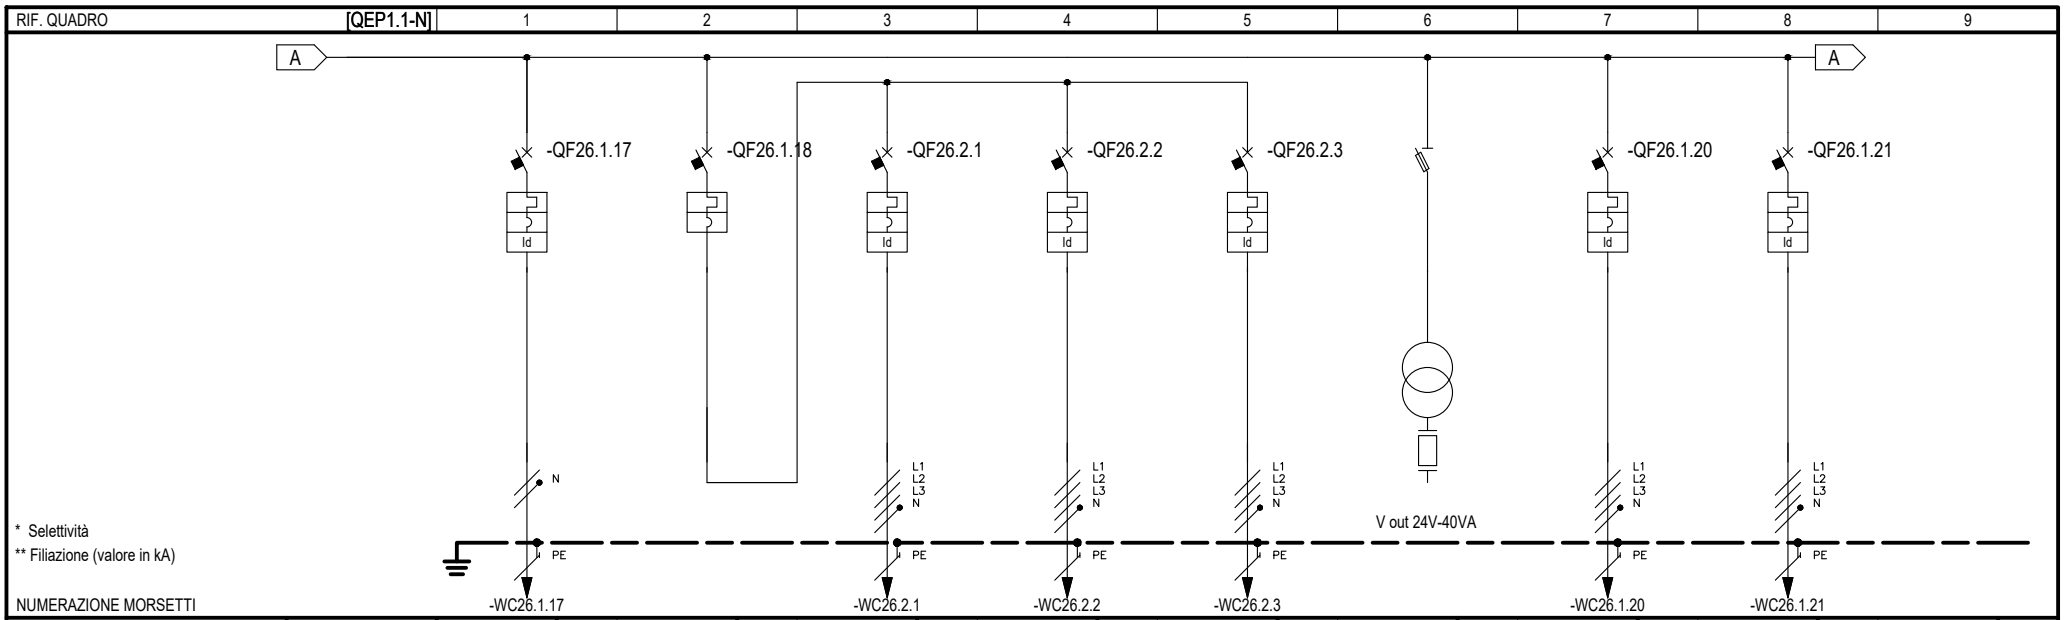 RIF. QUADRO [QEP1.1-N] 1 2 3 4 5 6 7 8 9
A A
-QF26.1.17 -QF26.1.18 -QF26.2.1 -QF26.2.2 -QF26.2.3 -QF26.1.20 -QF26.1.21
Id Id Id Id Id Id
N L1 L1 L1 L1 L1
L2 L2 L2 L2 L2
L3 L3 L3 L3 L3
N N N N N
V out 24V-40VA
* Selettività
** Filiazione (valore in kA)
PE PE PE PE PE PE
NUMERAZIONE MORSETTI -WC26.1.17 -WC26.2.1 -WC26.2.2 -WC26.2.3 -WC26.1.20 -WC26.1.21